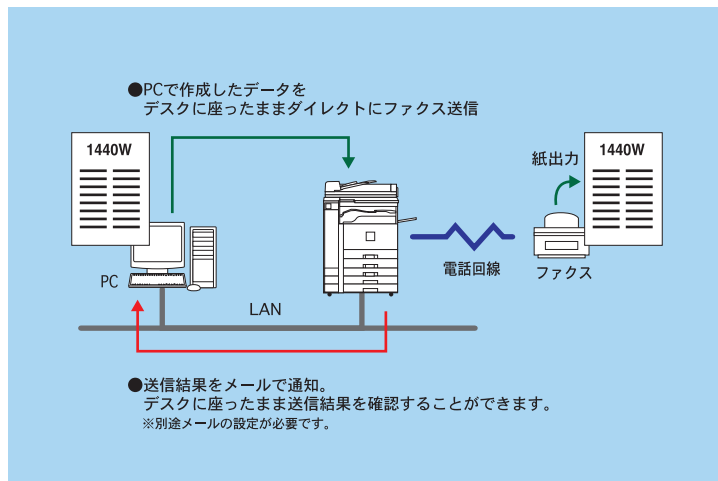 ●PCで作成したデータを
デスクに座ったままダイレクトにファクス送信
1440W
紙出力
1440W
電話回線
ファクス
PC
LAN
●送信結果をメールで通知。
デスクに座ったまま送信結果を確認することができます。
※別途メールの設定が必要です。